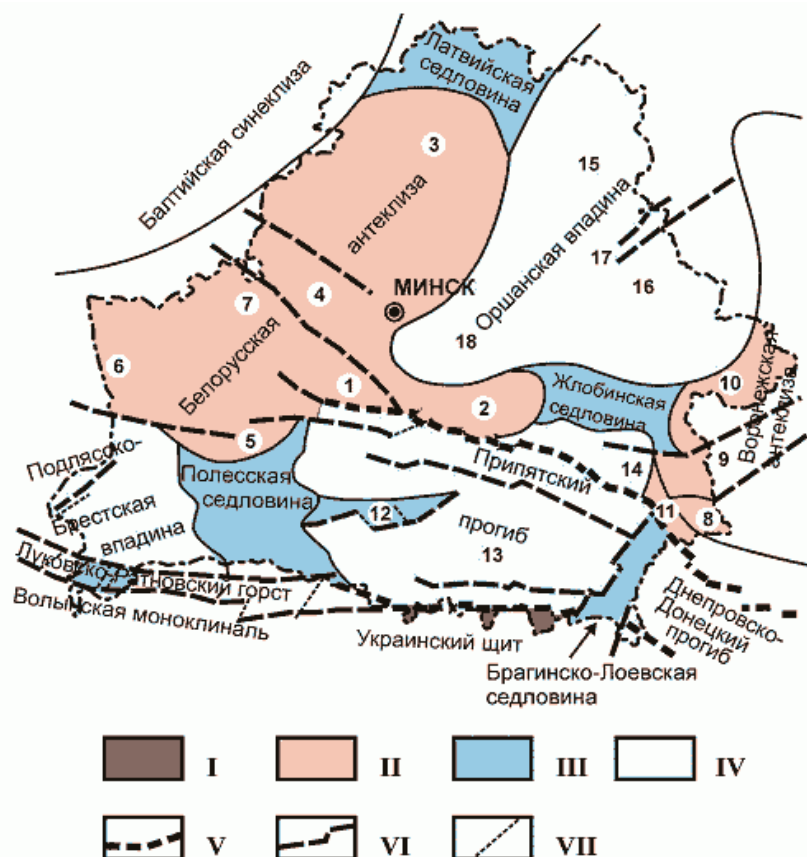 Латвийская
седловина
Балтийская синеклиза
3
15
антеклиза
Оршанская впадина
17
16
7
4
МИНСК
18
6
Белорусская
1
2
Жлобинская
седловина
10
Воронежская
антеклиза
5
Подлясско-
Брестская
впадина
Полесская
седловина
Припятский
прогиб
14
9
12
11
8
13
Луковско-Ратновский горст
Волынская моноклиналь
Украинский щит
Днепровско-
Донецкий
прогиб
Брагинско-Лоевская
седловина
I
II
III
IV
V
VI
VII